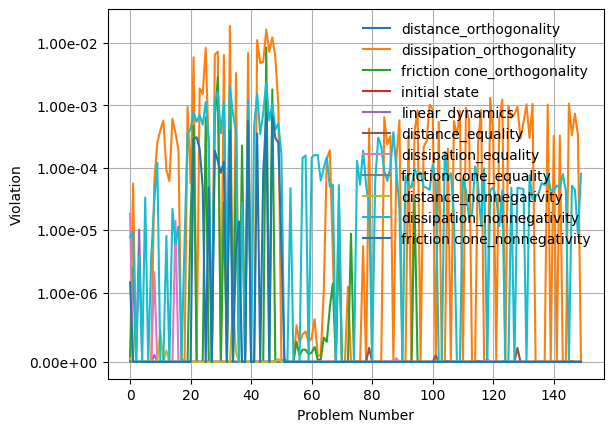 1.00e-02
1.00e-03
1.00e-04
1.00e-05
1.00e-06
0.00e+00
Violation
distance_orthogonality
dissipation_orthogonality
friction cone_orthogonality
initial state
linear_dynamics
distance_equality
dissipation_equality
friction cone_equality
distance_nonnegativity
dissipation_nonnegativity
friction cone_nonnegativity
0 20 40 60 80 100 120 140
Problem Number